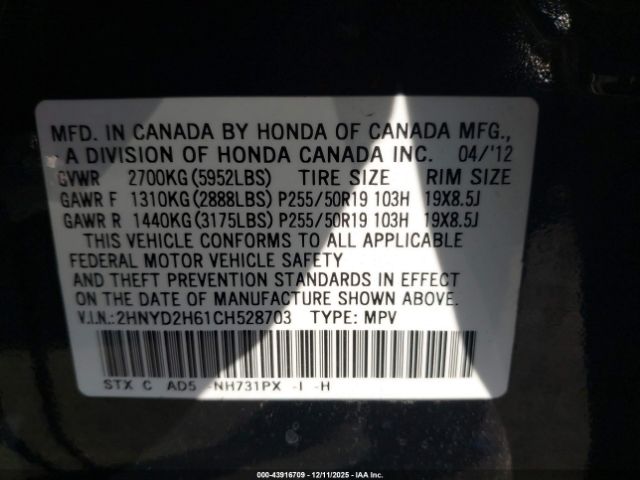 MFD. IN CANADA BY HONDA OF CANADA MFG.,
A DIVISION OF HONDA CANADA INC. 04/'12
GVWR 2700KG (5952LBS) TIRE SIZE RIM SIZE
GAWR F 1310KG (2888LBS) P255/50R19 103H 19X8.5J
GAWR R 1440KG (3175LBS) P255/50R19 103H 19X8.5J
THIS VEHICLE CONFORMS TO ALL APPLICABLE
FEDERAL MOTOR VEHICLE SAFETY
AND THEFT PREVENTION STANDARDS IN EFFECT
ON THE DATE OF MANUFACTURE SHOWN ABOVE.
V.I.N.:2HNYD2H61CH528703 TYPE: MPV
STX C AD5 -NH731PX -I -H
000-43916709 - 12/11/2025 - IAA Inc.